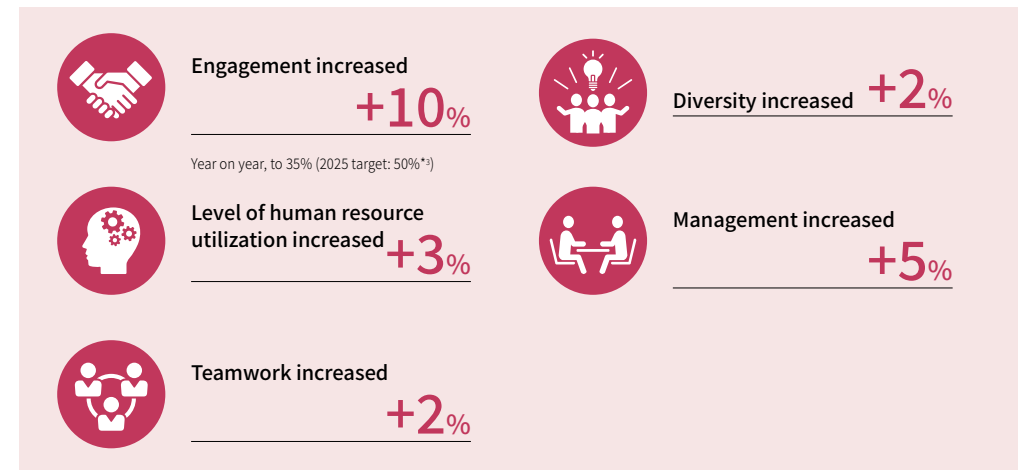 Engagement increased
+10%
Year on year, to 35% (2025 target: 50%*3)
Level of human resource
utilization increased +3%
Teamwork increased
+2%
Diversity increased +2%
Management increased
+5%